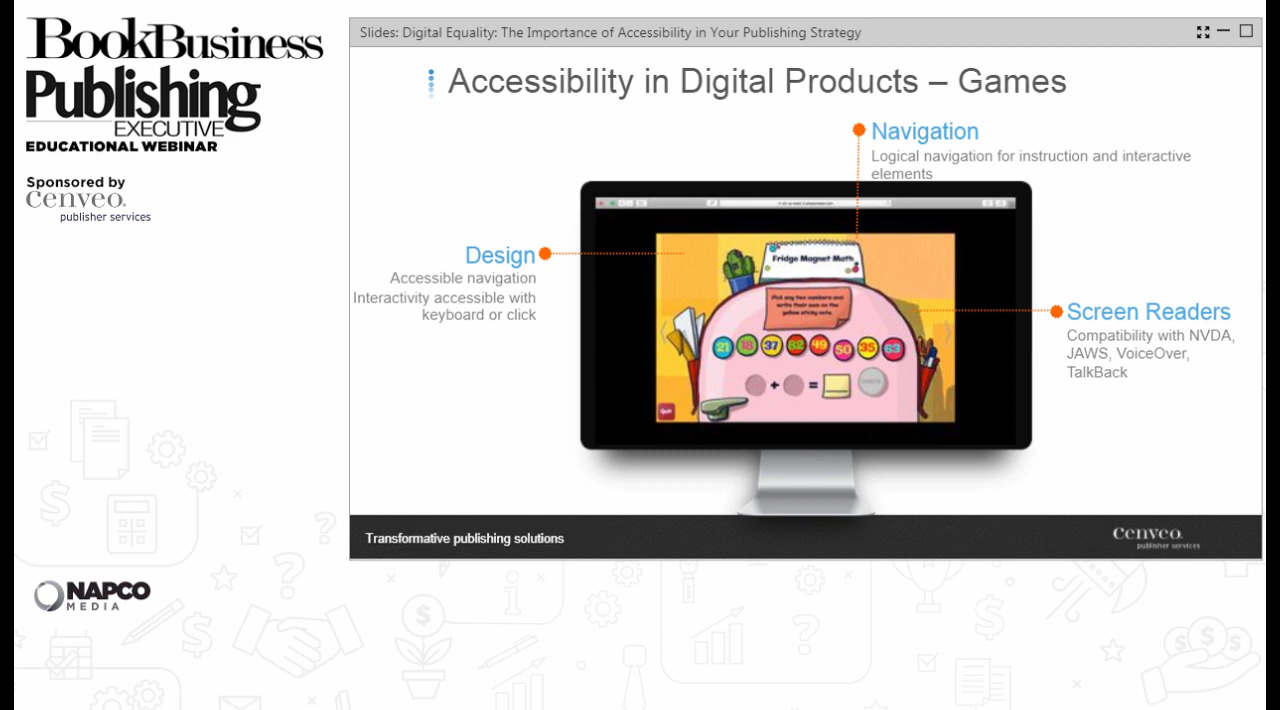 BookBusiness
Publishing
EXECUTIVE
EDUCATIONAL WEBINAR
Sponsored by
cenveo.
publisher services
Slides: Digital Equality: The Importance of Accessibility in Your Publishing Strategy
Accessibility in Digital Products – Games
Navigation
Logical navigation for instruction and interactive
elements
Design
Accessible navigation
Interactivity accessible with
keyboard or click
Fridge Magnet Math
Pick any two numbers and
write their sum on the
yellow sticky note.
21 18 37 82 49 50 35 63
+ =
Quit
Screen Readers
Compatibility with NVDA,
JAWS, VoiceOver,
TalkBack
Transformative publishing solutions
cenveo.
publisher services
NAPCO
MEDIA